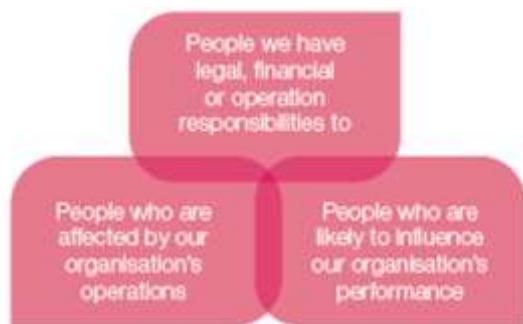 People we have
legal, financial
or operation
responsibilities to
People who are
affected by our
organisation's
operations
People who are
likely to influence
our organisation's
performance